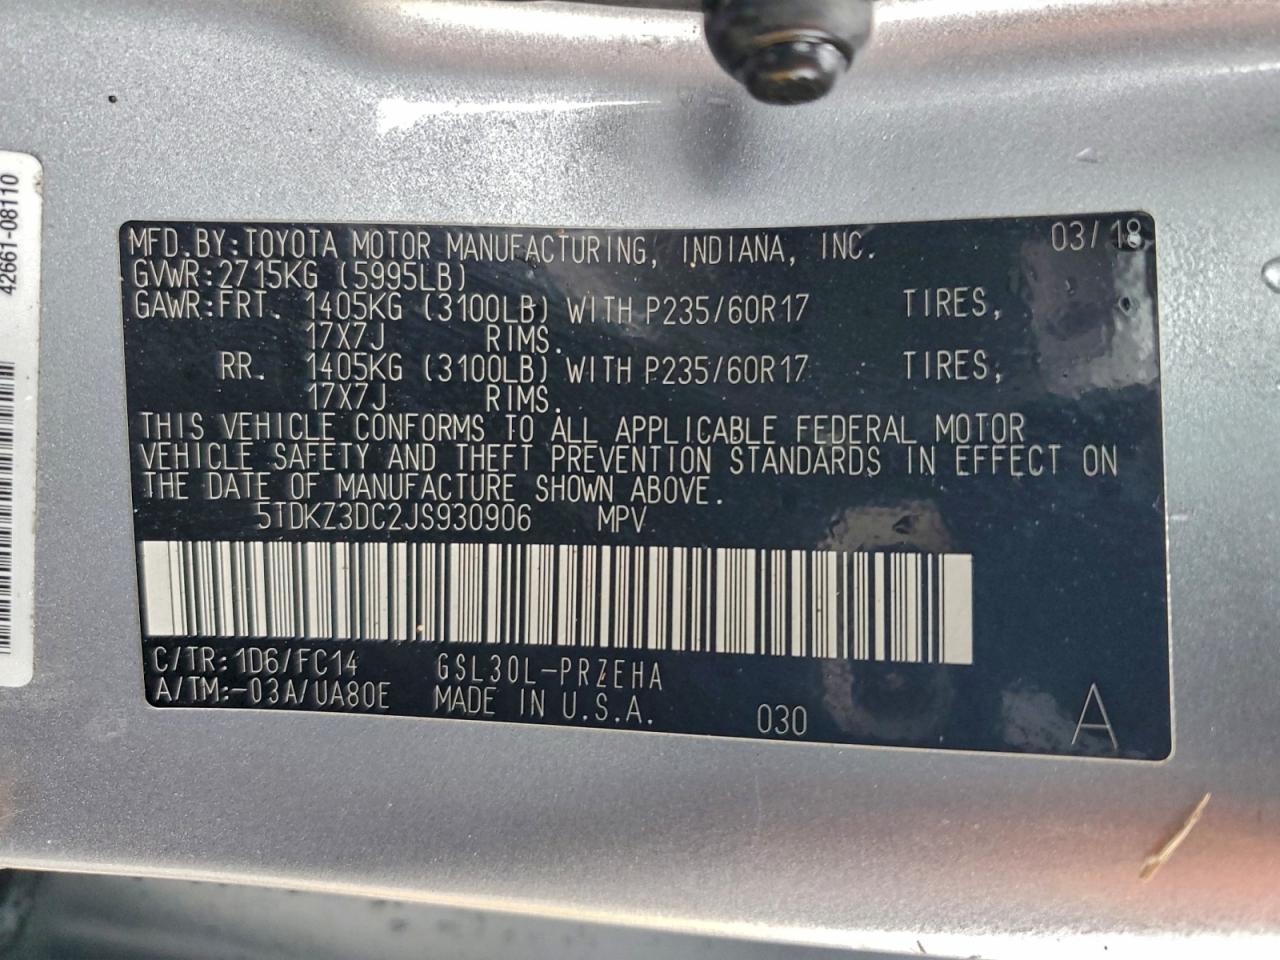 42661-08110
MFD.BY:TOYOTA MOTOR MANUFACTURING, INDIANA, INC. 03/18
GVWR:2715KG (5995LB)
GAWR:FRT. 1405KG (3100LB) WITH P235/60R17 TIRES,
17X7J RIMS.
RR. 1405KG (3100LB) WITH P235/60R17 TIRES,
17X7J RIMS.
THIS VEHICLE CONFORMS TO ALL APPLICABLE FEDERAL MOTOR
VEHICLE SAFETY AND THEFT PREVENTION STANDARDS IN EFFECT ON
THE DATE OF MANUFACTURE SHOWN ABOVE.
5TDKZ3DC2JS930906 MPV
C/TR:1D6/FC14 GSL30L-PRZEHA
A/TM:-03A/UA80E MADE IN U.S.A. 030 A